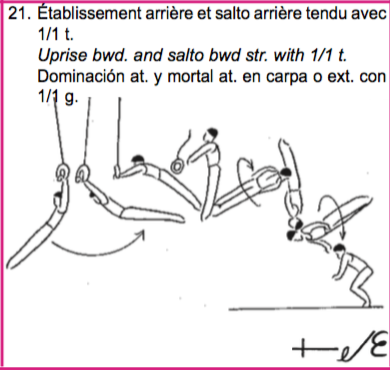 21. Établissement arrière et salto arrière tendu avec
1/1 t.
Uprise bwd. and salto bwd str. with 1/1 t.
Dominación at. y mortal at. en carpa o ext. con
1/1 g.